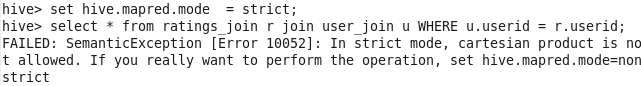 hive> set hive.mapred.mode  = strict;
hive> select * from ratings_join r join user_join u WHERE u.userid = r.userid;
FAILED: SemanticException [Error 10052]: In strict mode, cartesian product is no
t allowed. If you really want to perform the operation, set hive.mapred.mode=non
strict